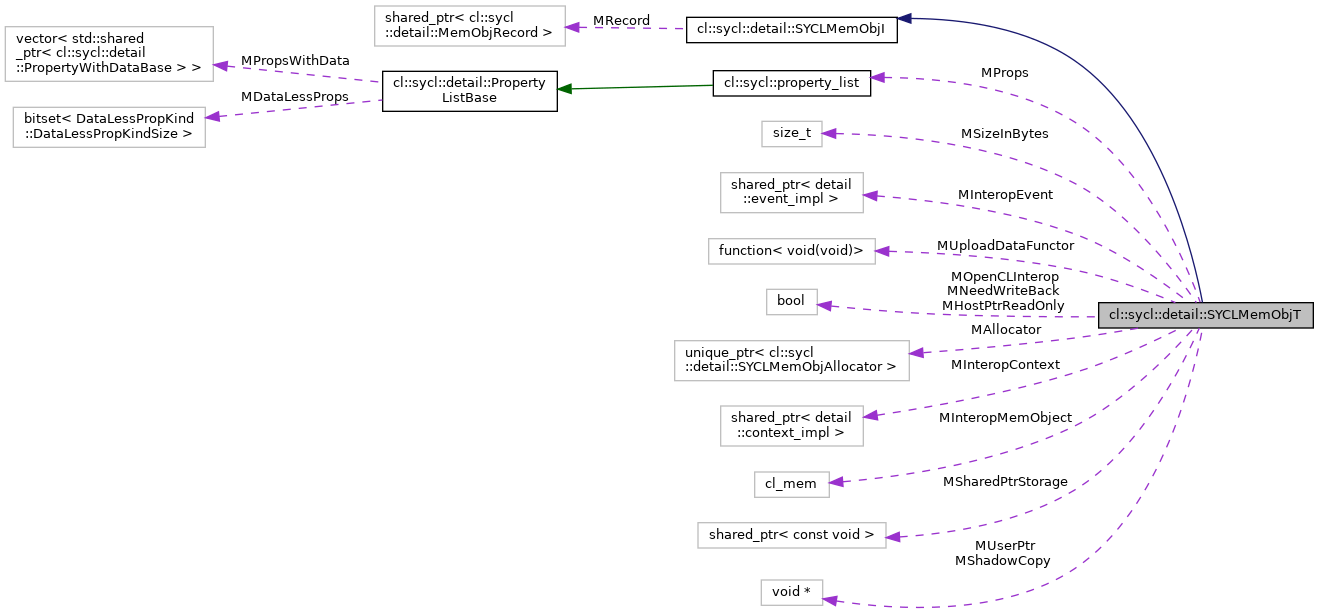 vector< std::shared
_ptr< cl::sycl::detail
::PropertyWithDataBase > >
bitset< DataLessPropKind
::DataLessPropKindSize >
MPropsWithData
MDataLessProps
shared_ptr< cl::sycl
::detail::MemObjRecord >
cl::sycl::detail::Property
ListBase
MRecord
cl::sycl::detail::SYCLMemObjI
cl::sycl::property_list
size_t
shared_ptr< detail
::event_impl >
function< void(void)>
bool
unique_ptr< cl::sycl
::detail::SYCLMemObjAllocator >
shared_ptr< detail
::context_impl >
cl_mem
shared_ptr< const void >
void *
MProps
MSizeInBytes
MInteropEvent
MUploadDataFunctor
MOpenCLInterop
MNeedWriteBack
MHostPtrReadOnly
MAllocator
MInteropContext
MInteropMemObject
MSharedPtrStorage
MUserPtr
MShadowCopy
cl::sycl::detail::SYCLMemObjT